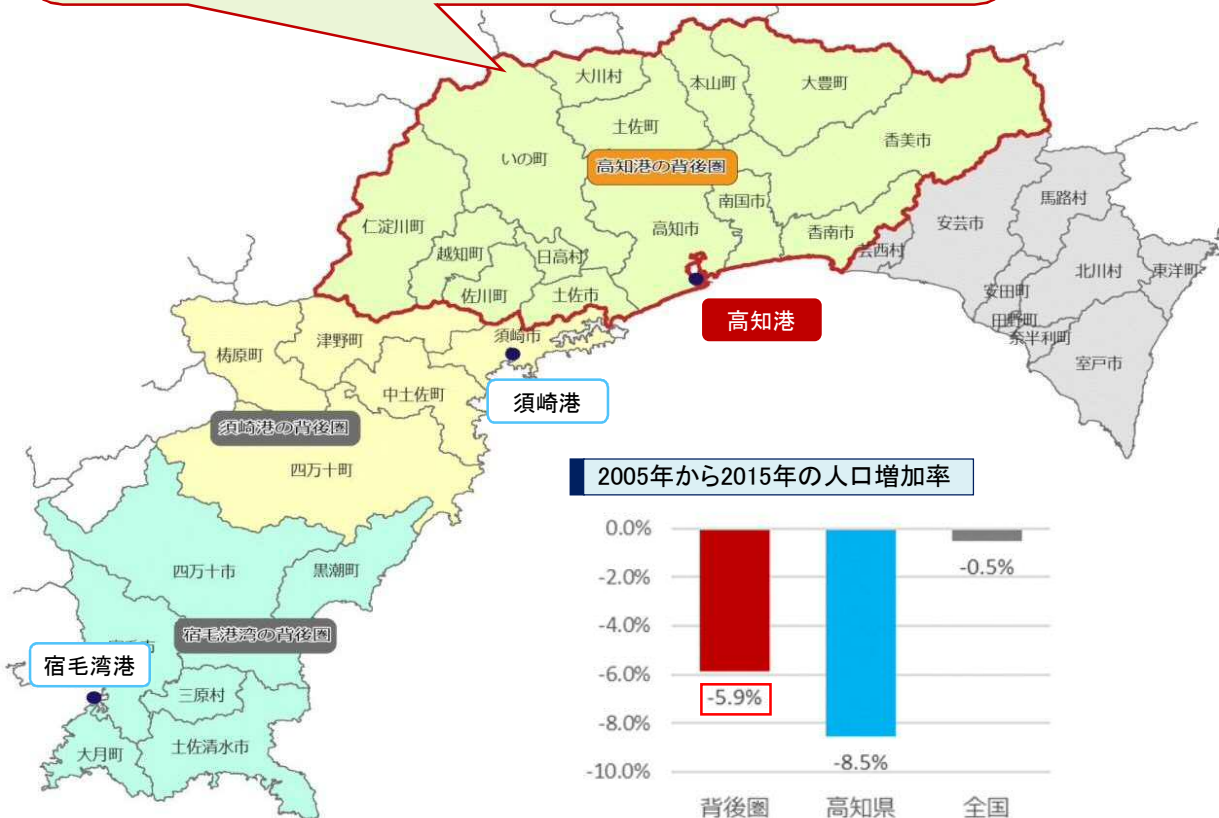 大川村
本山町
大豊町
土佐町
香美市
いの町
高知港の背後圏
南国市
馬路村
仁淀川町
高知市
安芸市
香南市
越知町
日高村
芸西村
北川村
東洋町
佐川町
土佐市
安田町
高知港
田野町
奈半利町
津野町
須崎市
梼原町
室戸市
中土佐町
須崎港
須崎港の背後圏
四万十町
四万十市
黒潮町
宿毛港湾の背後圏
宿毛湾港
三原村
大月町
土佐清水市
2005年から2015年の人口増加率
0.0%
-2.0%
-4.0%
-6.0%
-8.0%
-10.0%
-5.9%
-8.5%
-0.5%
背後圏
高知県
全国